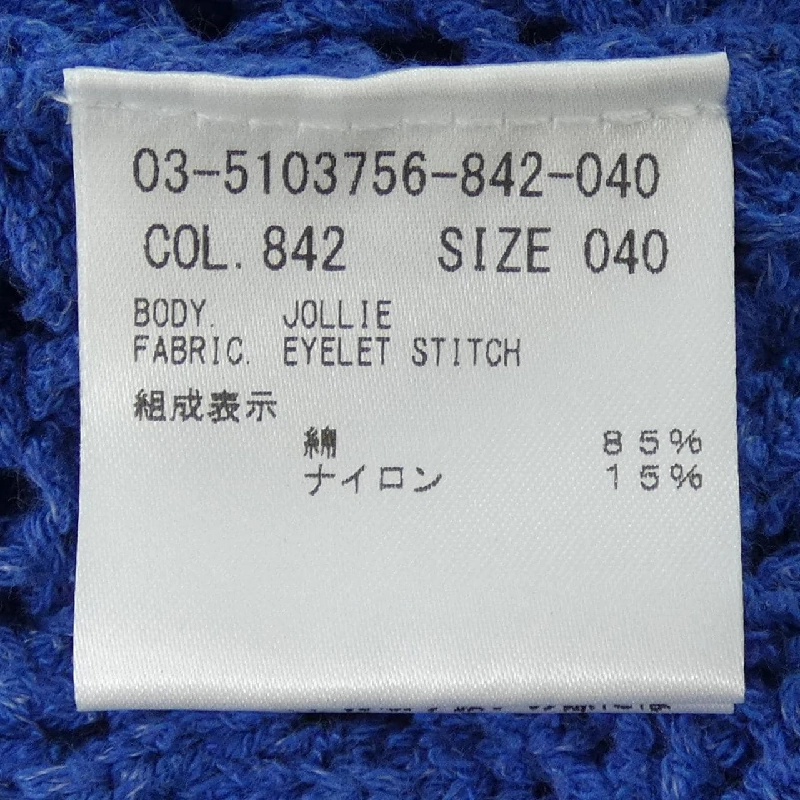 03-5103756-842-040
COL. 842 SIZE 040
BODY. JOLLIE
FABRIC. EYELET STITCH
組成表示
綿 85%
ナイロン 15%